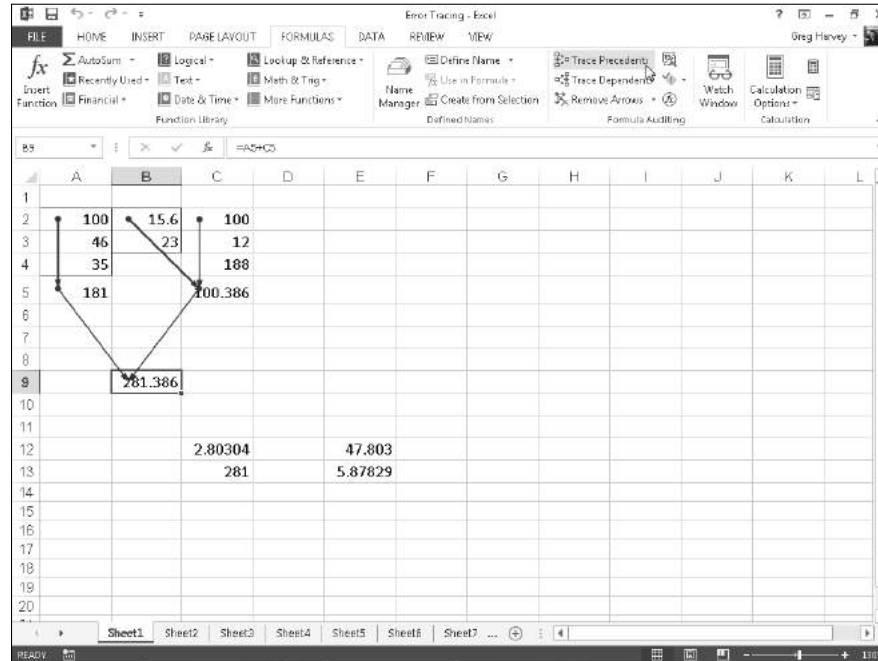 Error Tracing - Excel
FILE HOME INSERT PAGE LAYOUT FORMULAS DATA REVIEW VIEW Greg Harvey
fx Insert Function
Σ AutoSum
Recently Used
Financial
Logical
Text
Date & Time
Lookup & Reference
Math & Trig
More Functions
Function Library
Name Manager
Define Name
Use in Formula
Create from Selection
Defined Names
Trace Precedents
Trace Dependents
Remove Arrows
Formula Auditing
Watch Window
Calculation Options
Calculation
B9 fx =A5+C5
A B C D E F G H I J K L
1
2 100 15.6 100
3 46 23 12
4 35 188
5 181 100.386
6
7
8
9 281.386
10
11
12 2.80304 47.803
13 281 5.87829
14
15
16
17
18
19
20
Sheet1 Sheet2 Sheet3 Sheet4 Sheet5 Sheet6 Sheet7 ...
READY